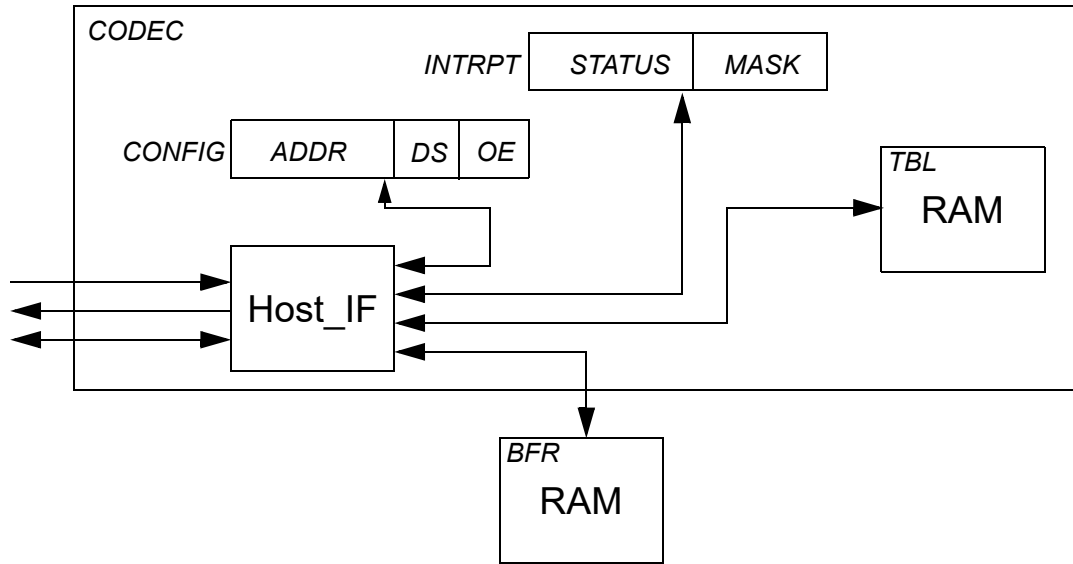 CODEC
INTRPT STATUS MASK
CONFIG ADDR DS OE
TBL
RAM
Host_IF
BFR
RAM